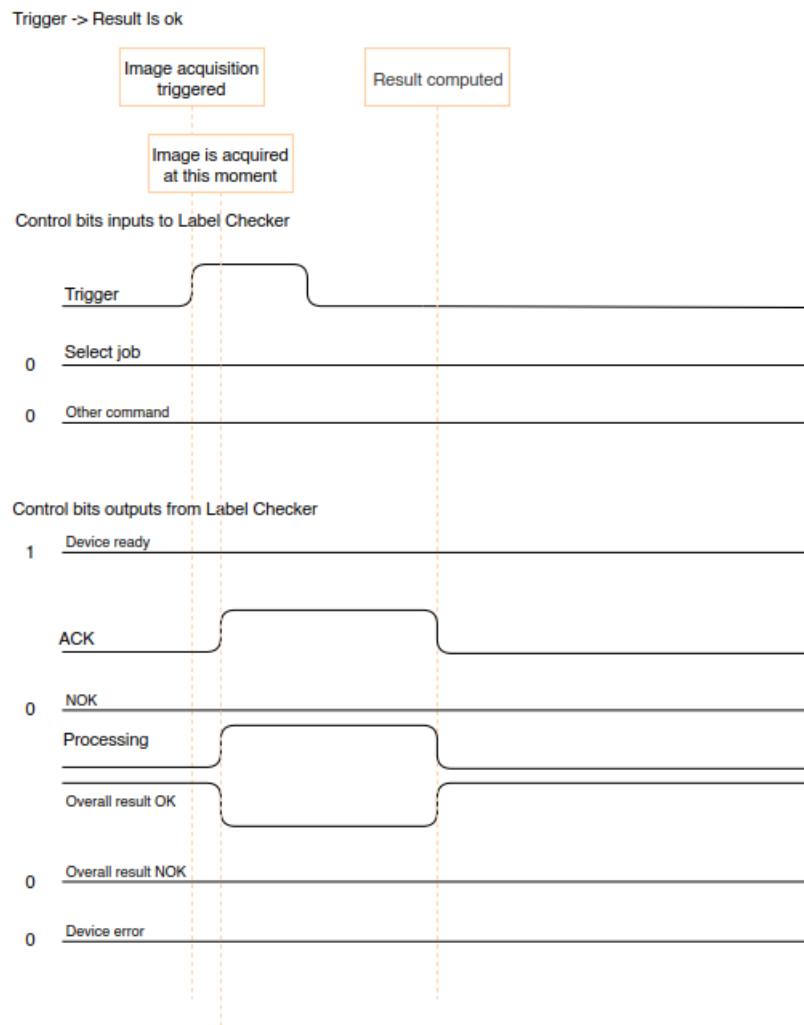 Trigger -> Result Is ok
Image acquisition
triggered
Result computed
Image is acquired
at this moment
Control bits inputs to Label Checker
Trigger
Select job
0
Other command
0
Control bits outputs from Label Checker
Device ready
1
ACK
NOK
0
Processing
Overall result OK
Overall result NOK
0
Device error
0